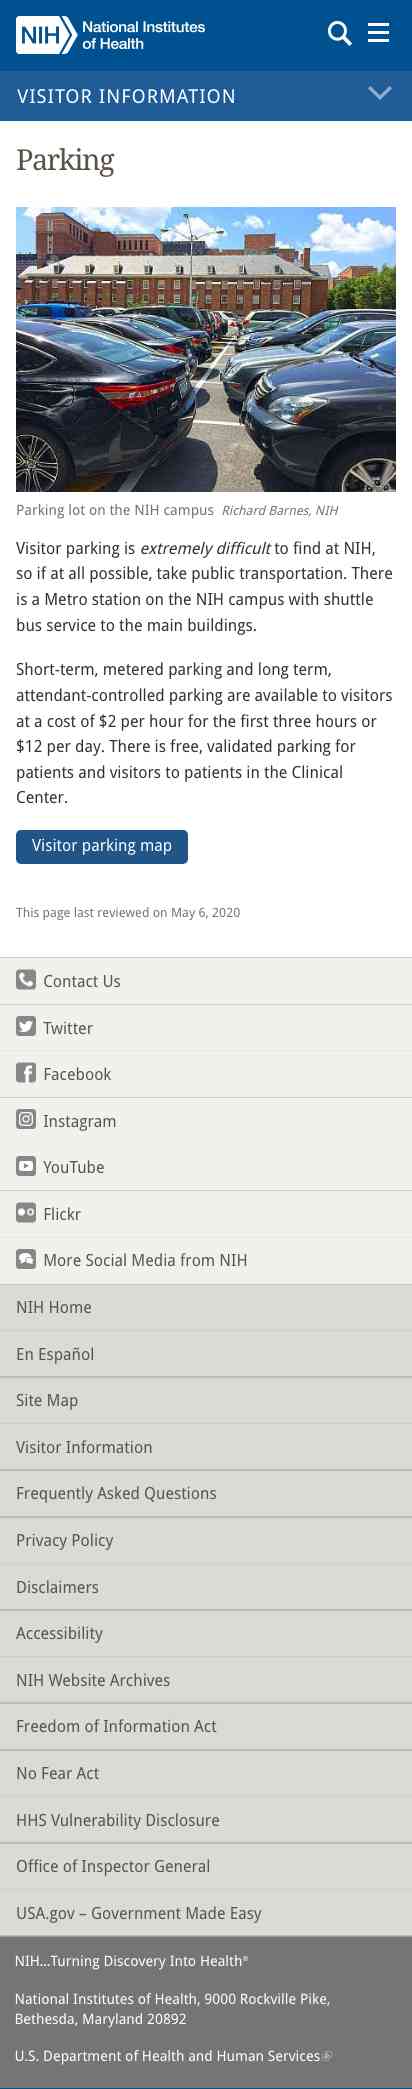 NIH National Institutes
of Health
VISITOR INFORMATION
Parking
Parking lot on the NIH campus Richard Barnes, NIH
Visitor parking is extremely difficult to find at NIH,
so if at all possible, take public transportation. There
is a Metro station on the NIH campus with shuttle
bus service to the main buildings.
Short-term, metered parking and long term,
attendant-controlled parking are available to visitors
at a cost of $2 per hour for the first three hours or
$12 per day. There is free, validated parking for
patients and visitors to patients in the Clinical
Center.
Visitor parking map
This page last reviewed on May 6, 2020
Contact Us
Twitter
Facebook
Instagram
YouTube
Flickr
More Social Media from NIH
NIH Home
En Español
Site Map
Visitor Information
Frequently Asked Questions
Privacy Policy
Disclaimers
Accessibility
NIH Website Archives
Freedom of Information Act
No Fear Act
HHS Vulnerability Disclosure
Office of Inspector General
USA.gov – Government Made Easy
NIH...Turning Discovery Into Health®
National Institutes of Health, 9000 Rockville Pike,
Bethesda, Maryland 20892
U.S. Department of Health and Human Services